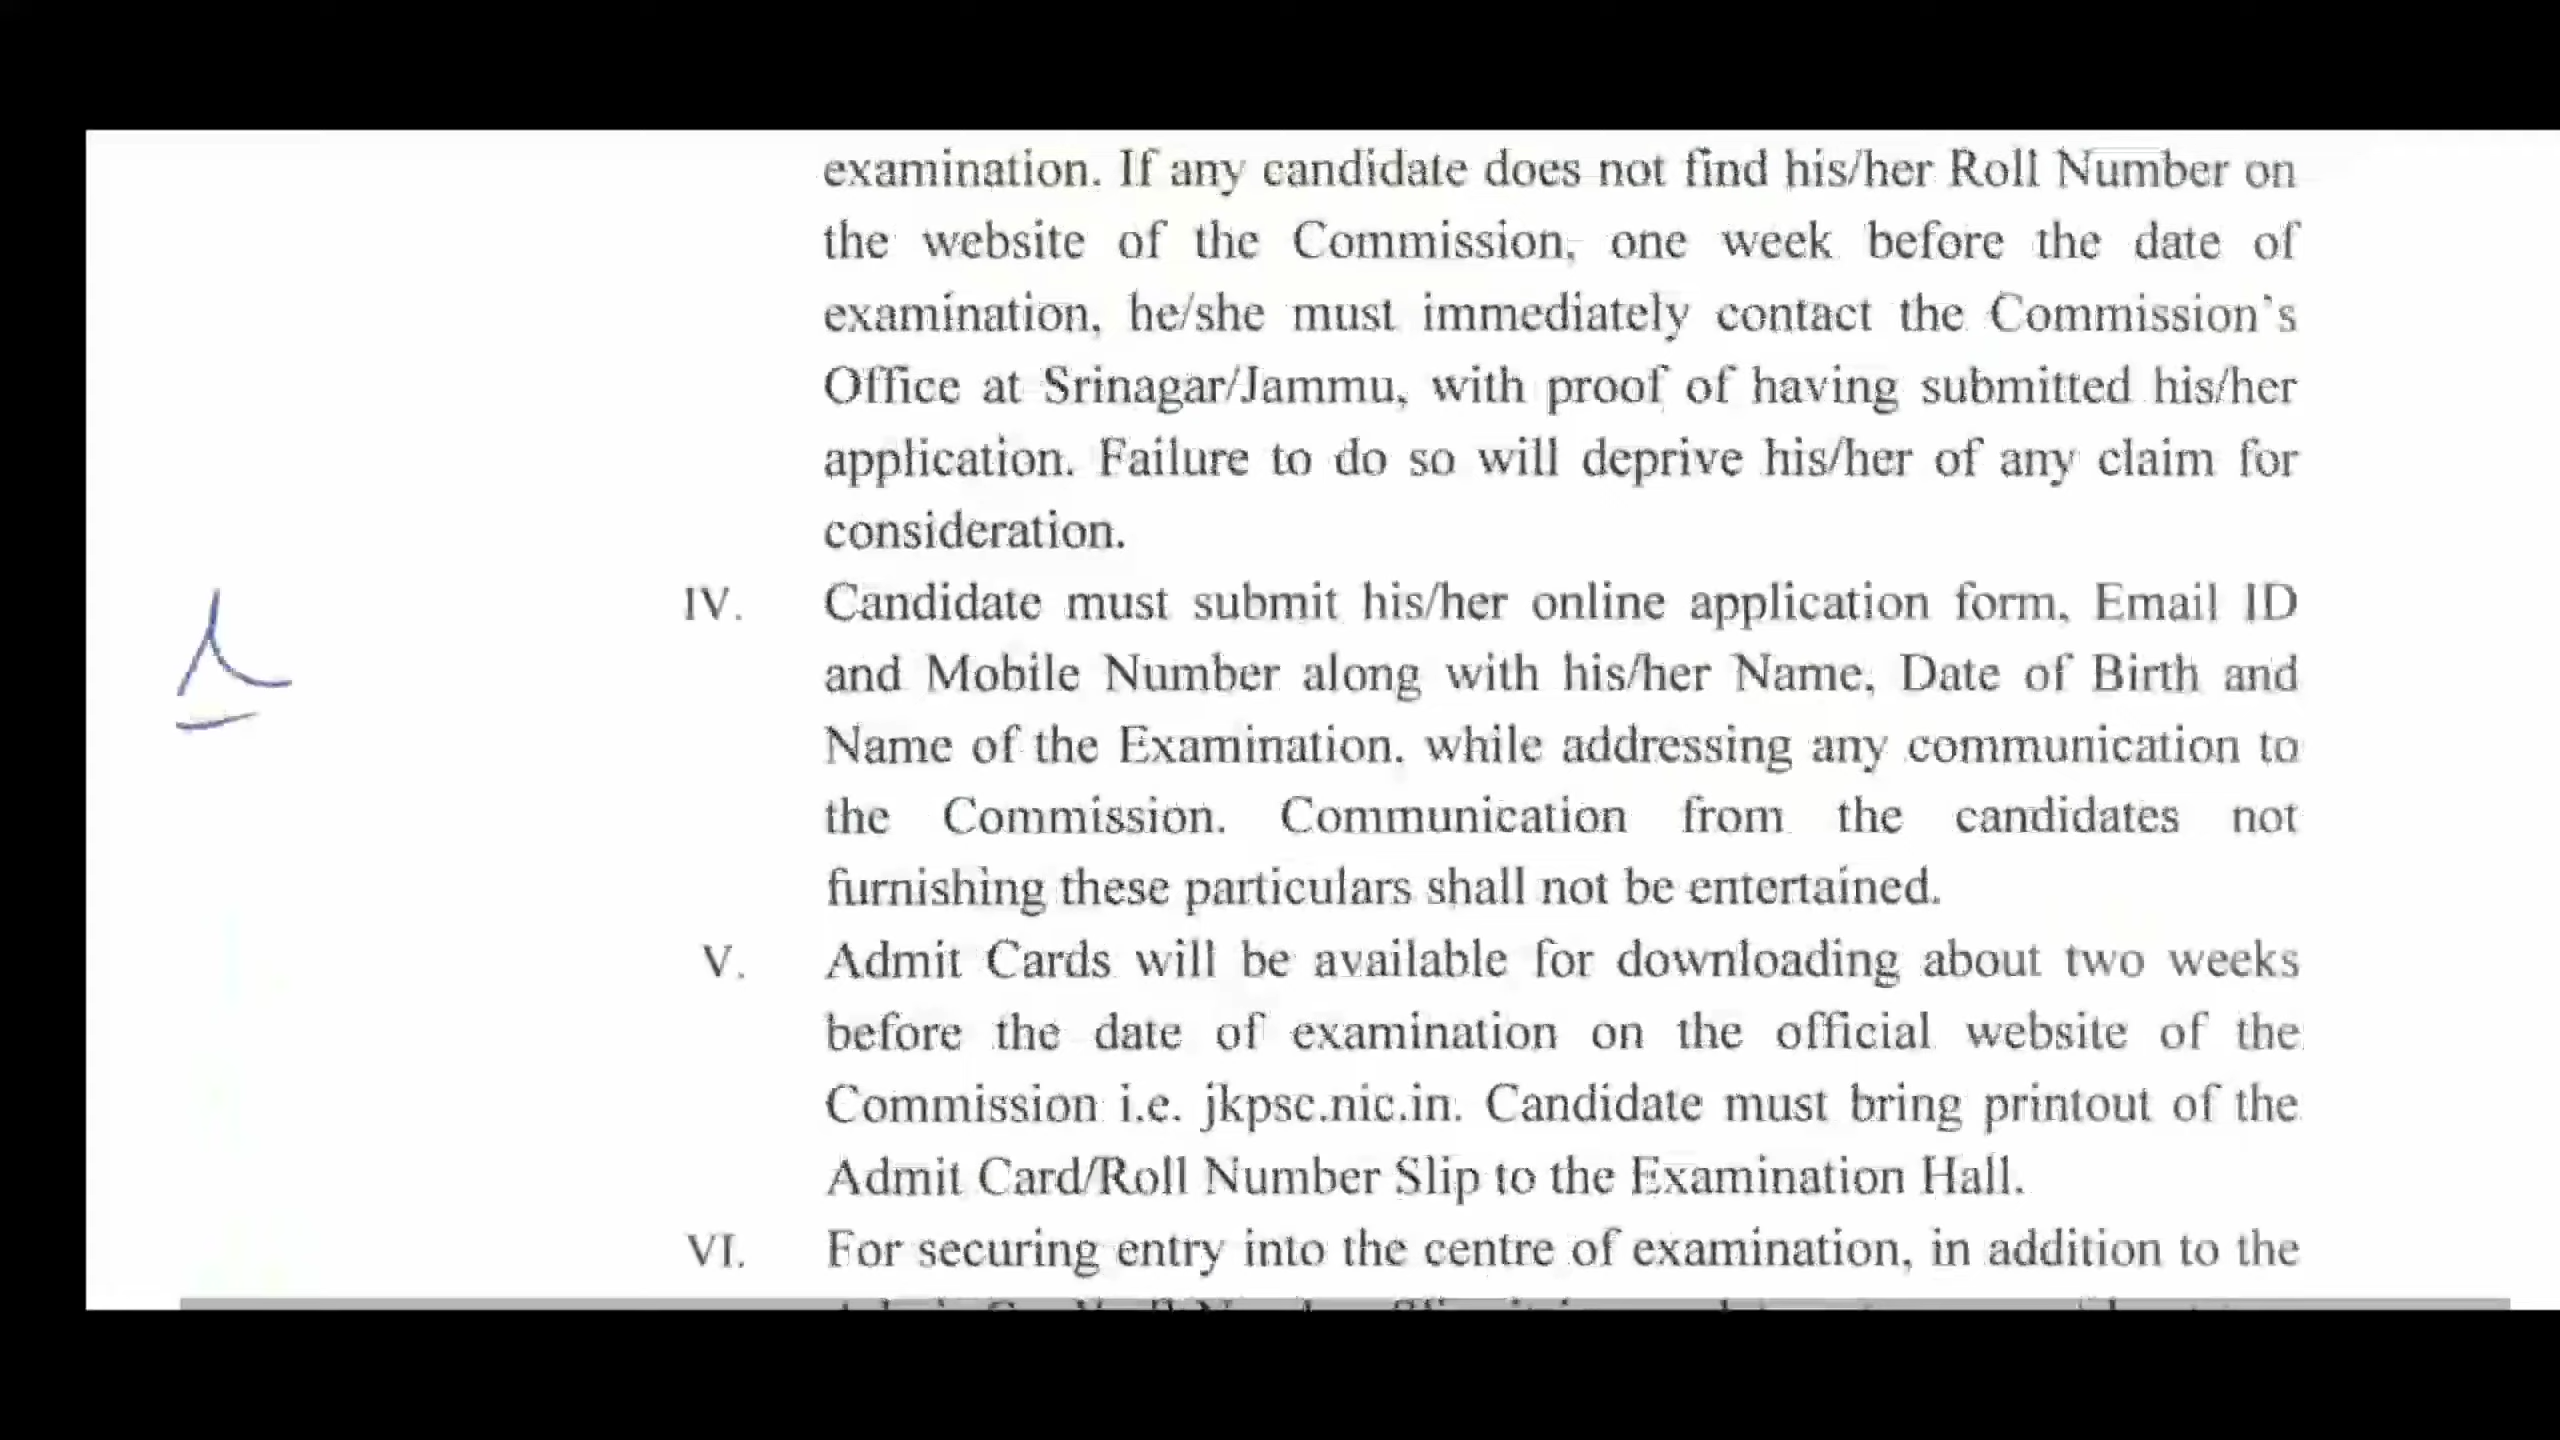 examination. If any candidate does not find his/her Roll Number on
the website of the Commission, one week before the date of
examination, he/she must immediately contact the Commission's
Office at Srinagar/Jammu, with proof of having submitted his/her
application. Failure to do so will deprive his/her of any claim for
consideration.
IV. Candidate must submit his/her online application form, Email ID
and Mobile Number along with his/her Name, Date of Birth and
Name of the Examination. while addressing any communication to
the Commission. Communication from the candidates not
furnishing these particulars shall not be entertained.
V. Admit Cards will be available for downloading about two weeks
before the date of examination on the official website of the
Commission i.e. jkpsc.nic.in. Candidate must bring printout of the
Admit Card/Roll Number Slip to the Examination Hall.
VI. For securing entry into the centre of examination, in addition to the